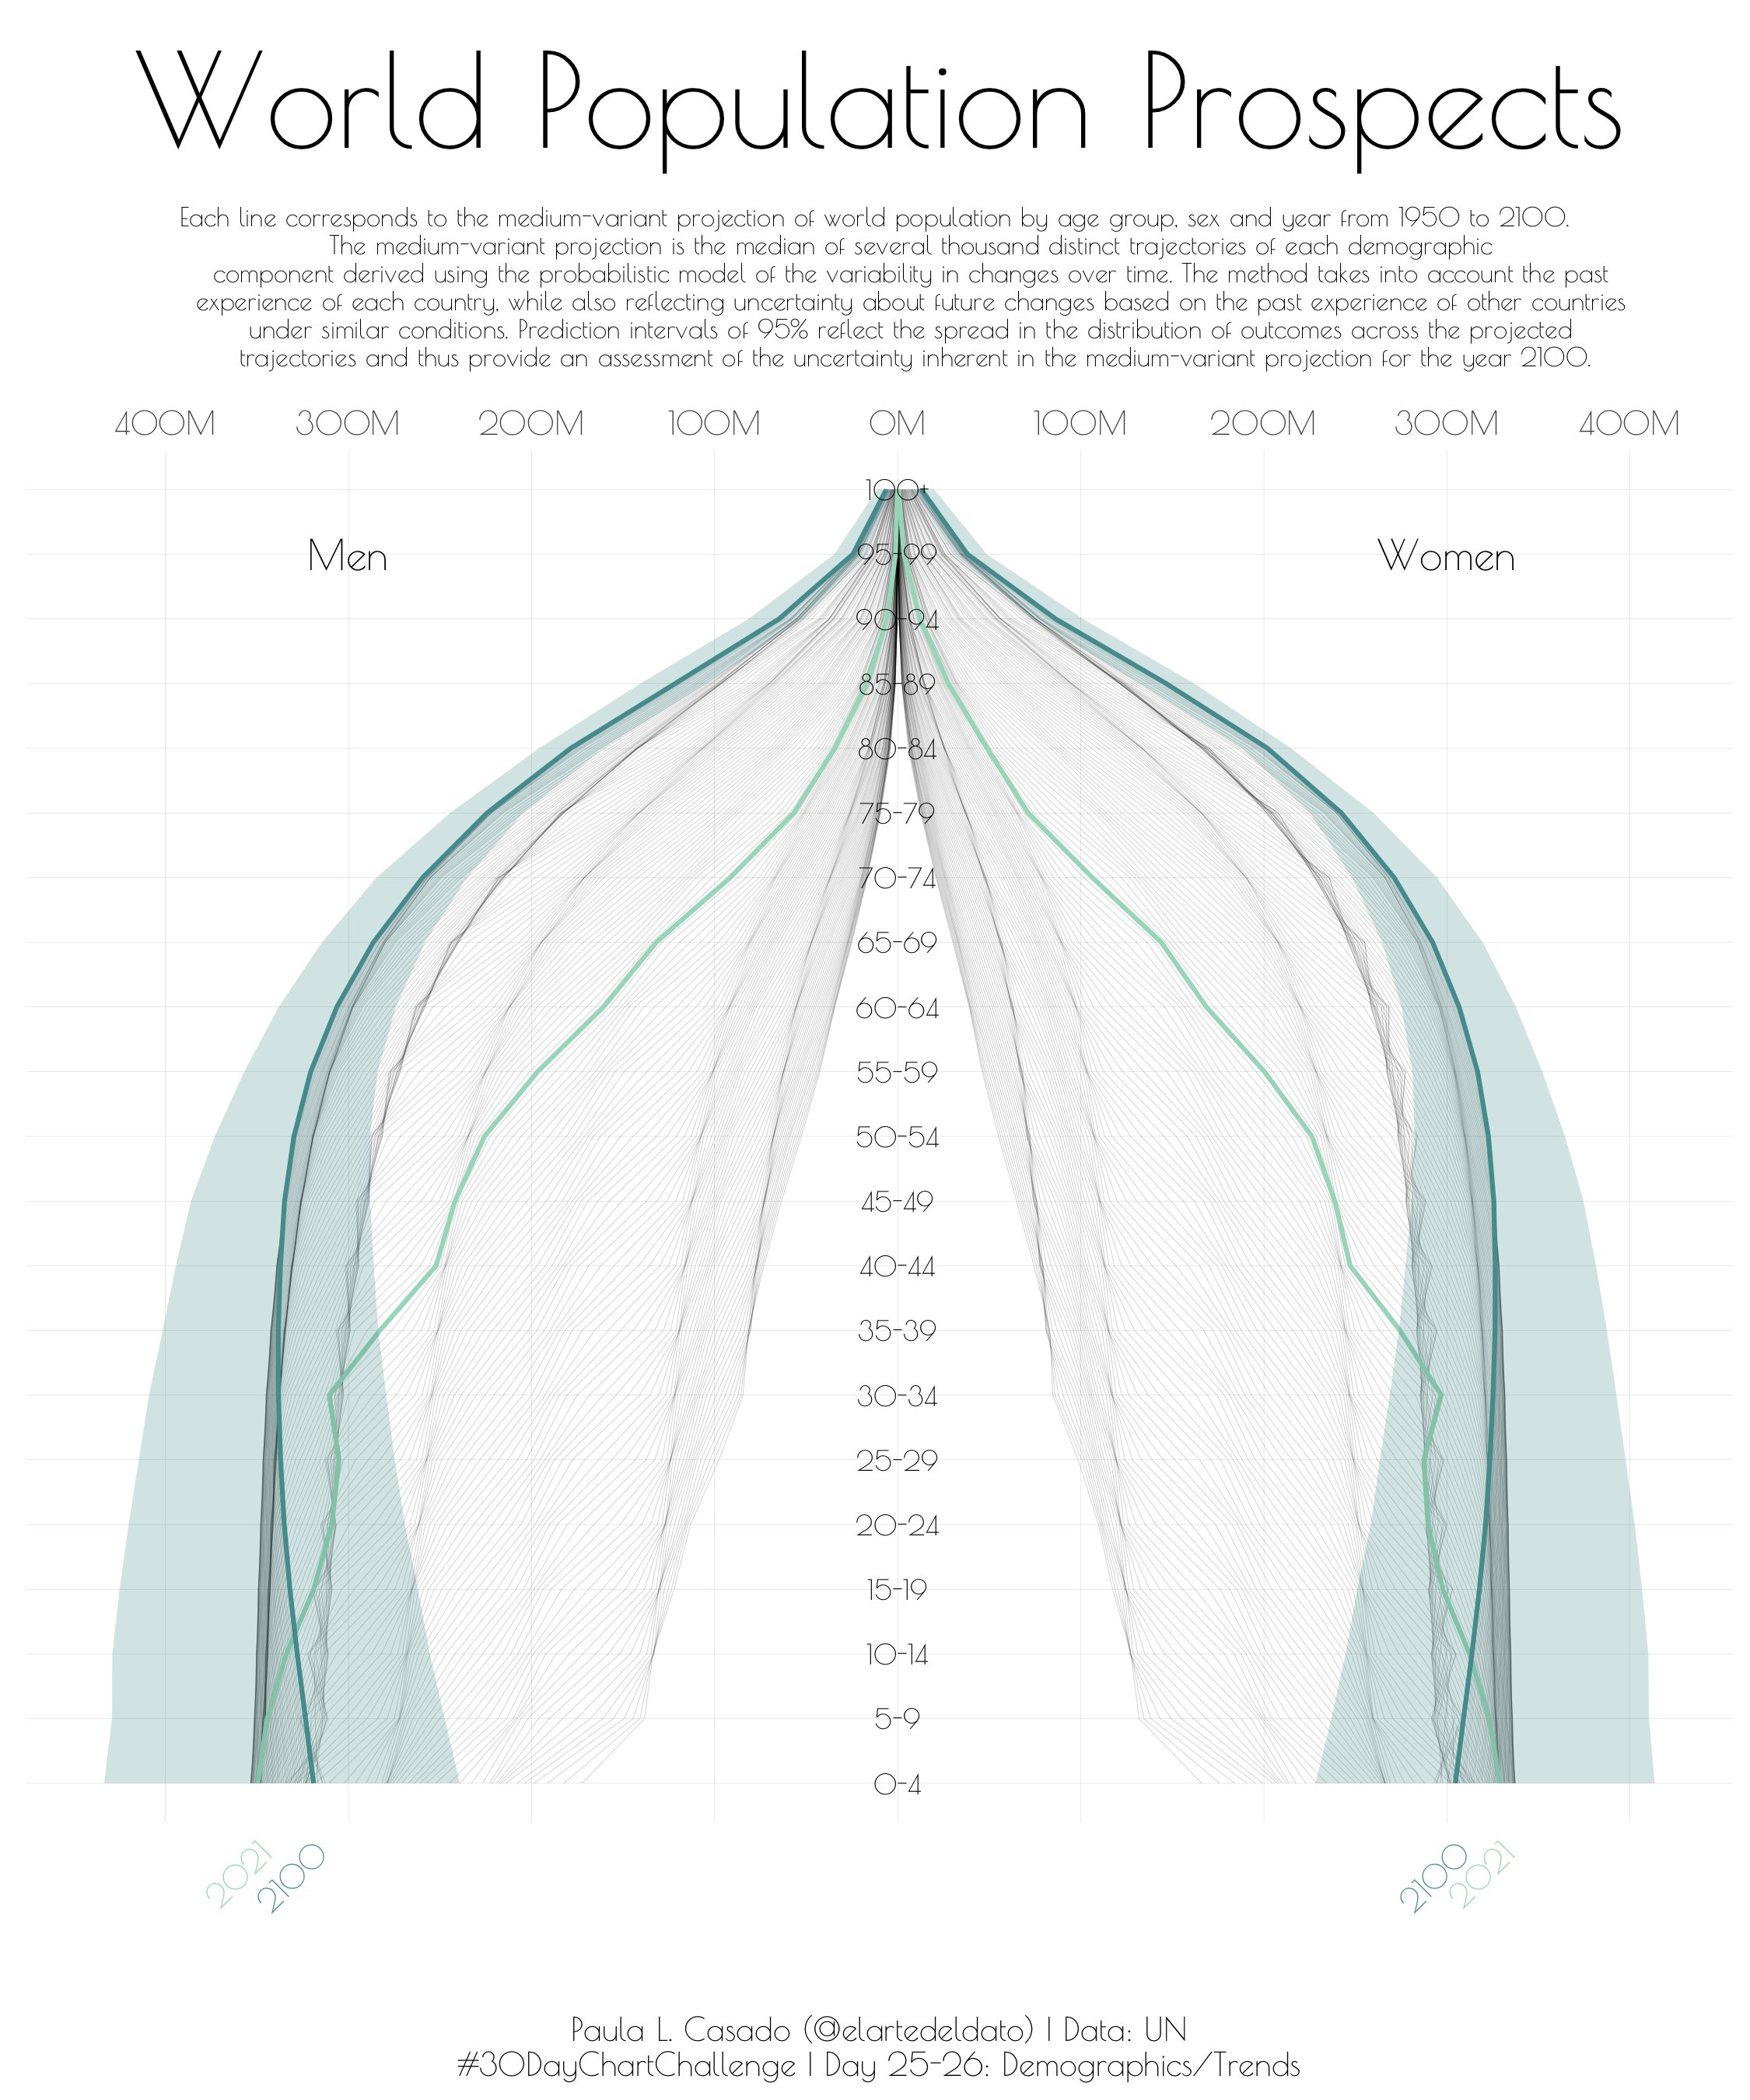 World Population Prospects
Each line corresponds to the medium-variant projection of world population by age group, sex and year from 1950 to 2100.
The medium-variant projection is the median of several thousand distinct trajectories of each demographic
component derived using the probabilistic model of the variability in changes over time. The method takes into account the past
experience of each country, while also reflecting uncertainty about future changes based on the past experience of other countries
under similar conditions. Prediction intervals of 95% reflect the spread in the distribution of outcomes across the projected
trajectories and thus provide an assessment of the uncertainty inherent in the medium-variant projection for the year 2100.
400M 300M 200M 100M 0M 100M 200M 300M 400M
100+
Men 95-99 Women
90-94
85-89
80-84
75-79
70-74
65-69
60-64
55-59
50-54
45-49
40-44
35-39
30-34
25-29
20-24
15-19
10-14
5-9
0-4
2021 2100 2100 2021
Paula L. Casado (@elartedeldato) | Data: UN
#30DayChartChallenge | Day 25-26: Demographics/Trends